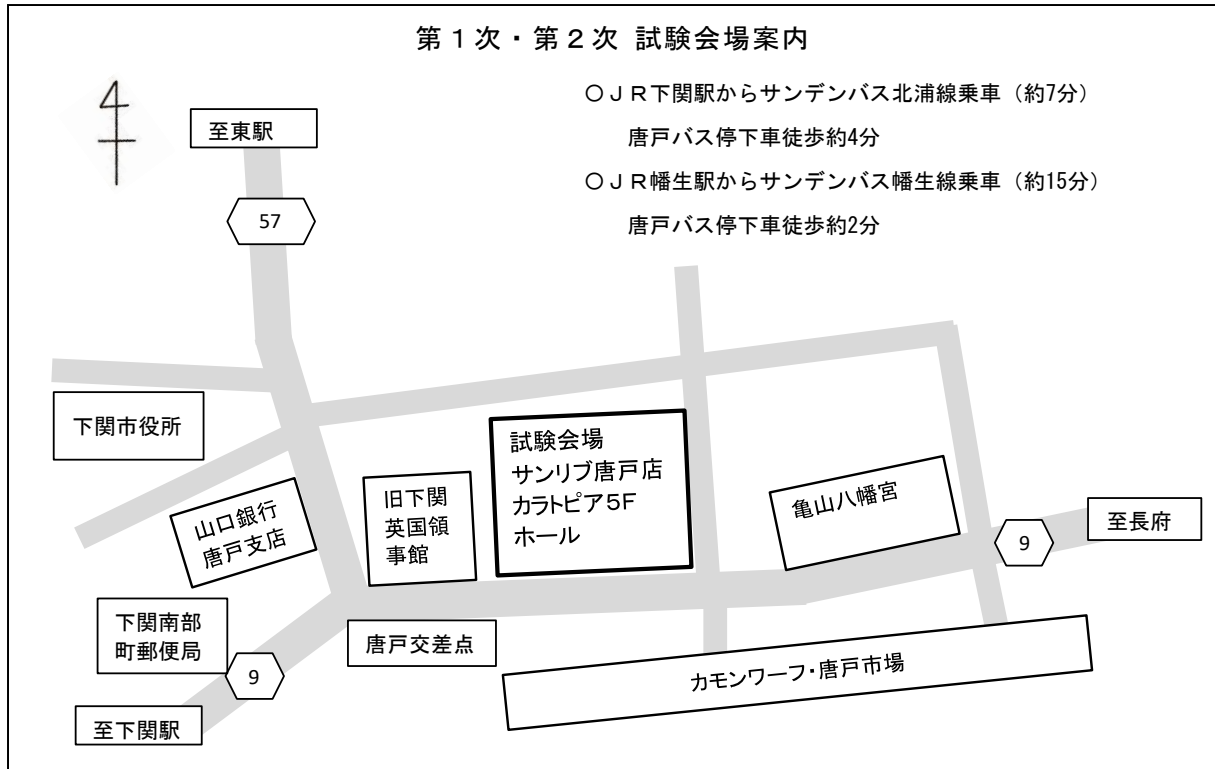 第１次・第２次 試験会場案内
○ＪＲ下関駅からサンデンバス北浦線乗車（約7分）
唐戸バス停下車徒歩約4分
○ＪＲ幡生駅からサンデンバス幡生線乗車（約15分）
唐戸バス停下車徒歩約2分
至東駅
57
下関市役所
試験会場
サンリブ唐戸店
カラトピア５Ｆ
ホール
旧下関
英国領
事館
山口銀行
唐戸支店
亀山八幡宮
至長府
9
下関南部
町郵便局
唐戸交差点
9
カモンワーフ・唐戸市場
至下関駅